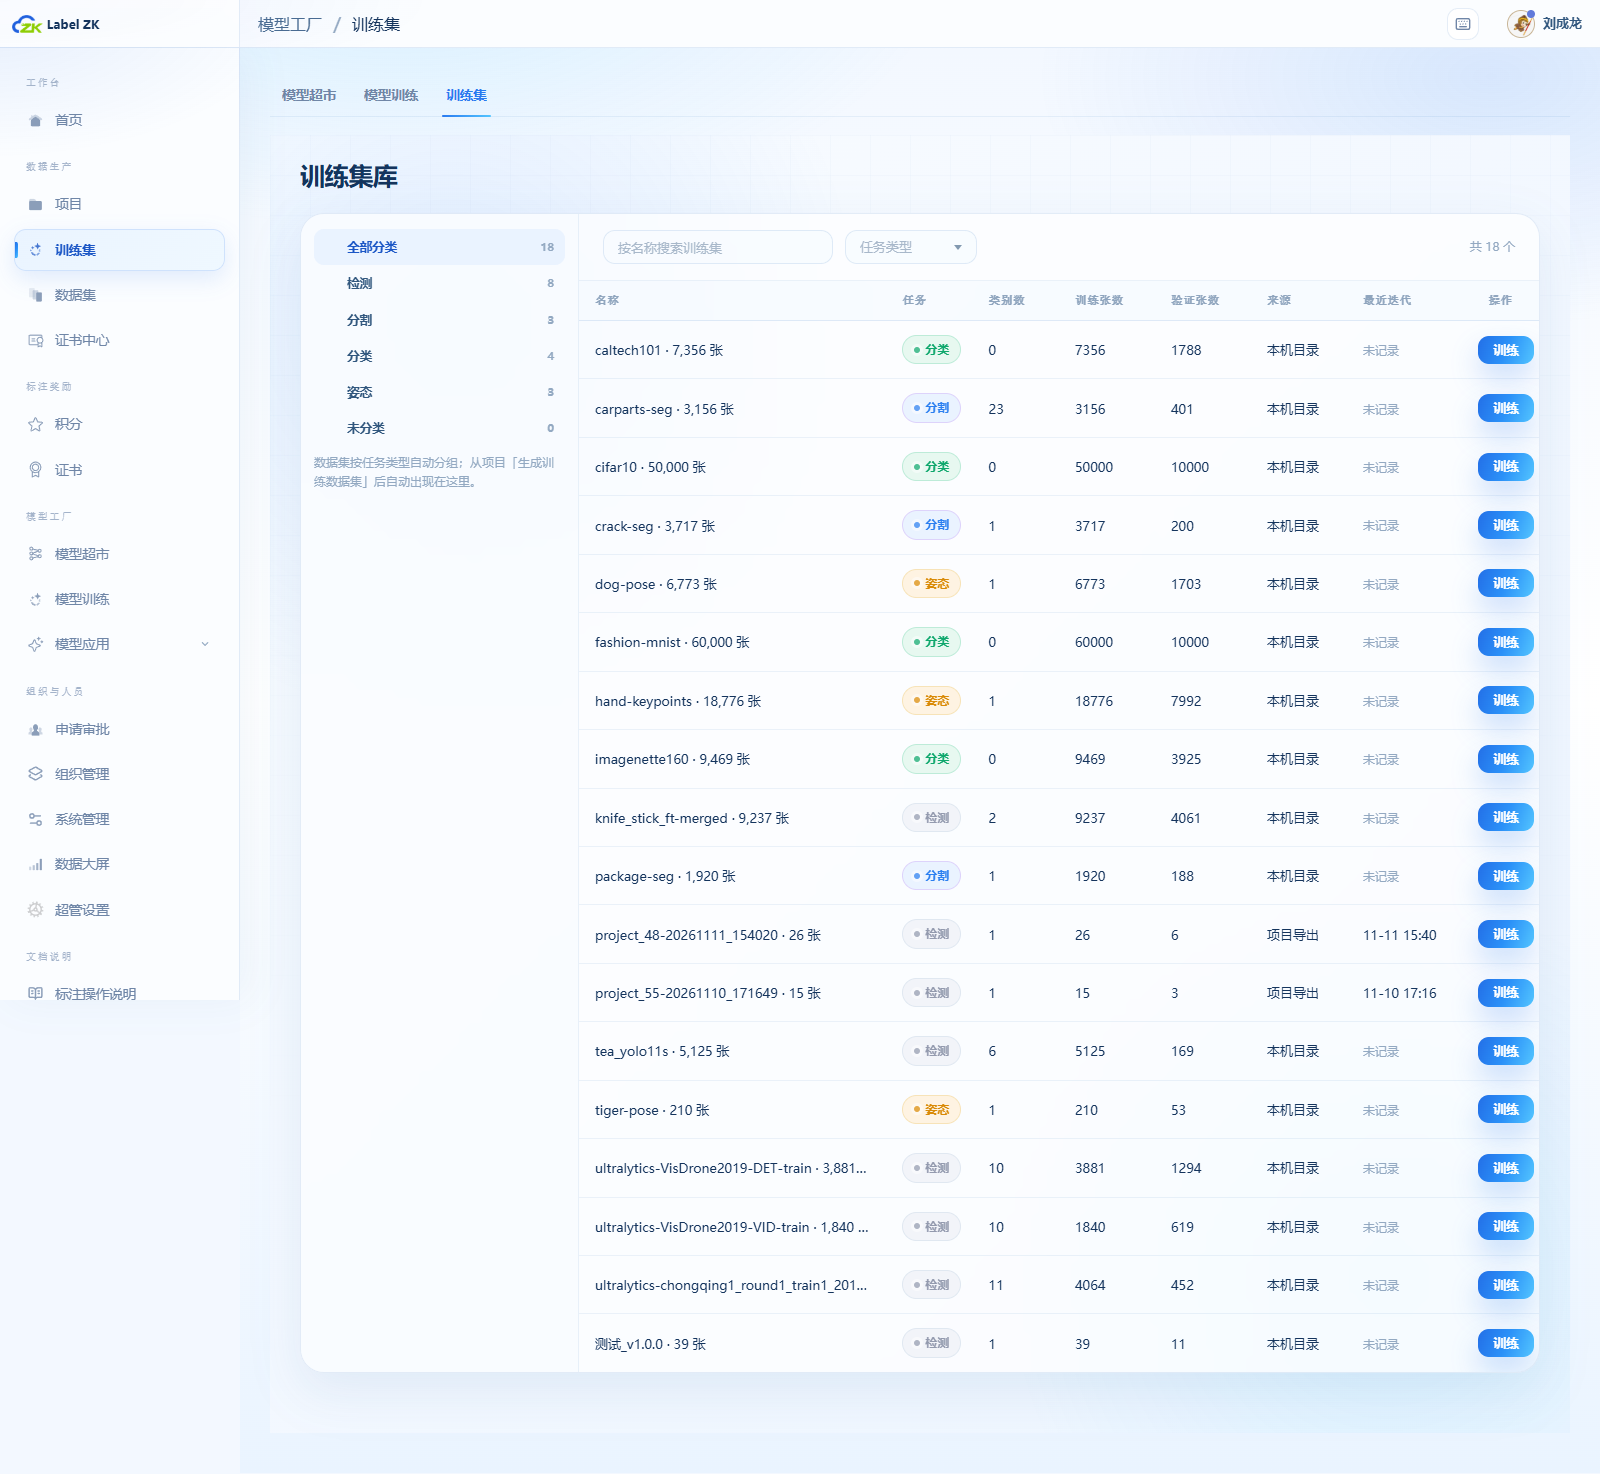 ZK Label ZK
模型工厂 / 训练集
刘成龙
工作台
首页
数据生产
项目
训练集
数据集
证书中心
标注奖励
积分
证书
模型工厂
模型超市
模型训练
模型应用
组织与人员
申请审批
组织管理
系统管理
数据大屏
超管设置
文档说明
标注操作说明
模型超市 模型训练 训练集
训练集库
全部分类 18
检测 8
分割 3
分类 4
姿态 3
未分类 0
数据集按任务类型自动分组；从项目「生成训
练数据集」后自动出现在这里。
按名称搜索训练集 任务类型 共 18 个
名称 任务 类别数 训练张数 验证张数 来源 最近迭代 操作
caltech101 · 7,356 张 分类 0 7356 1788 本机目录 未记录 训练
carparts-seg · 3,156 张 分割 23 3156 401 本机目录 未记录 训练
cifar10 · 50,000 张 分类 0 50000 10000 本机目录 未记录 训练
crack-seg · 3,717 张 分割 1 3717 200 本机目录 未记录 训练
dog-pose · 6,773 张 姿态 1 6773 1703 本机目录 未记录 训练
fashion-mnist · 60,000 张 分类 0 60000 10000 本机目录 未记录 训练
hand-keypoints · 18,776 张 姿态 1 18776 7992 本机目录 未记录 训练
imagenette160 · 9,469 张 分类 0 9469 3925 本机目录 未记录 训练
knife_stick_ft-merged · 9,237 张 检测 2 9237 4061 本机目录 未记录 训练
package-seg · 1,920 张 分割 1 1920 188 本机目录 未记录 训练
project_48-20261111_154020 · 26 张 检测 1 26 6 项目导出 11-11 15:40 训练
project_55-20261110_171649 · 15 张 检测 1 15 3 项目导出 11-10 17:16 训练
tea_yolo11s · 5,125 张 检测 6 5125 169 本机目录 未记录 训练
tiger-pose · 210 张 姿态 1 210 53 本机目录 未记录 训练
ultralytics-VisDrone2019-DET-train · 3,881... 检测 10 3881 1294 本机目录 未记录 训练
ultralytics-VisDrone2019-VID-train · 1,840 ... 检测 10 1840 619 本机目录 未记录 训练
ultralytics-chongqing1_round1_train1_201... 检测 11 4064 452 本机目录 未记录 训练
测试_v1.0.0 · 39 张 检测 1 39 11 本机目录 未记录 训练